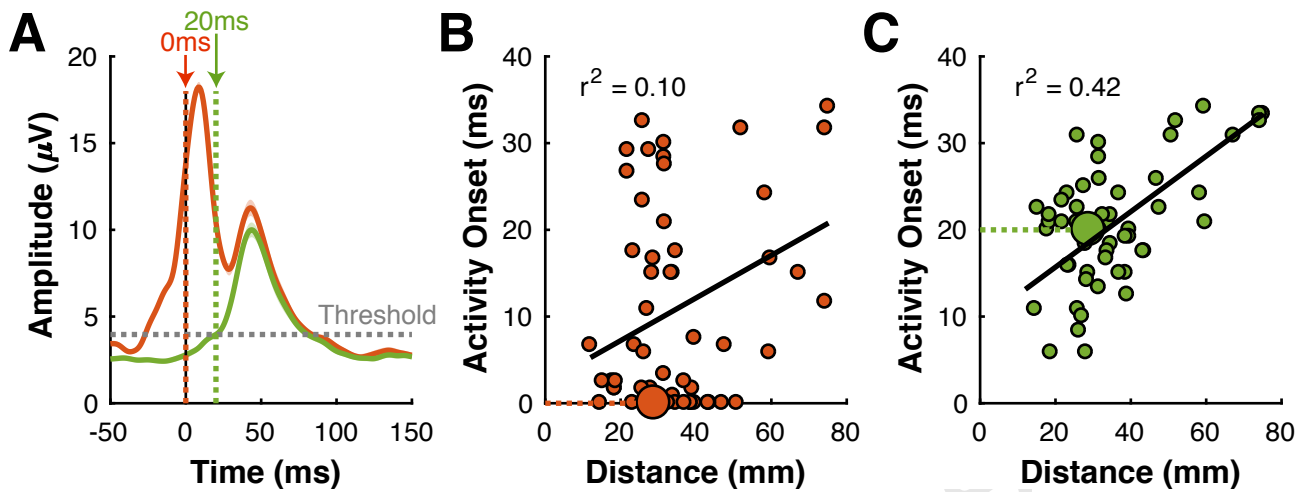 A
20ms
0ms
20
15
10
5
0
Amplitude (μV)
Threshold
-50
0
50
100
150
Time (ms)
B
r² = 0.10
40
30
20
10
0
Activity Onset (ms)
0
20
40
60
80
Distance (mm)
C
r² = 0.42
40
30
20
10
0
Activity Onset (ms)
0
20
40
60
80
Distance (mm)